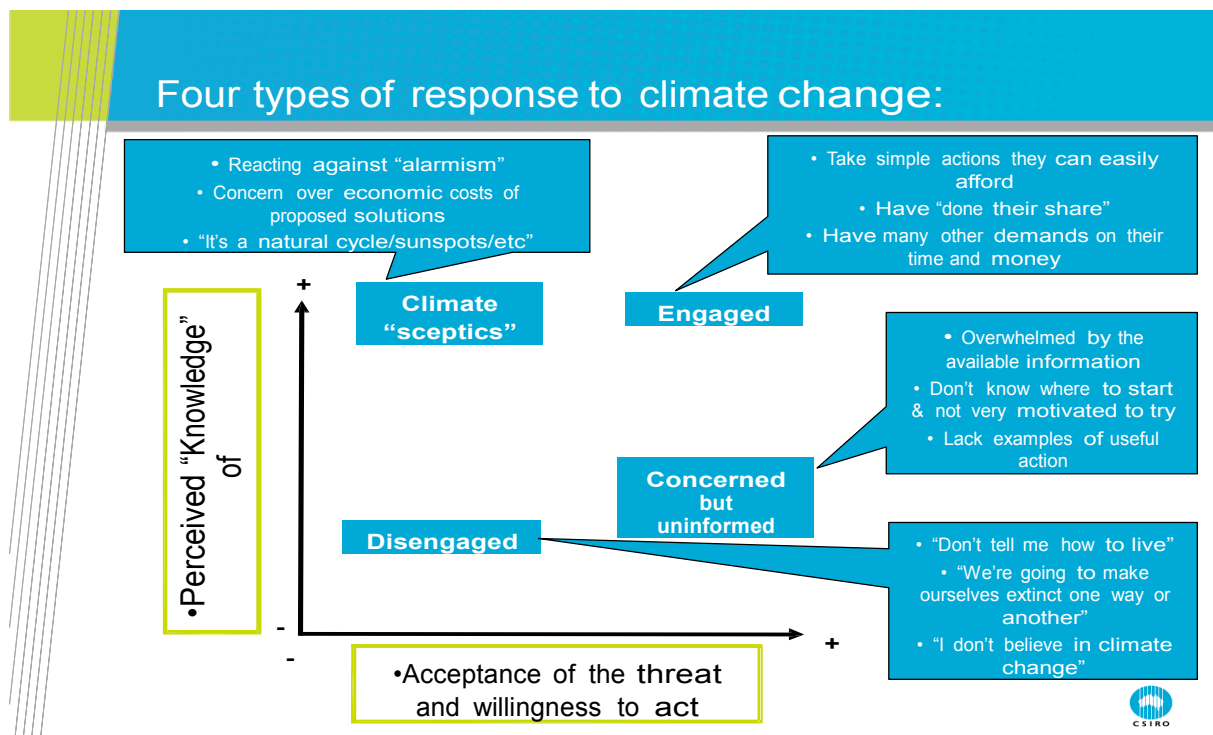 Four types of response to climate change:
• Reacting against “alarmism”
• Concern over economic costs of
proposed solutions
• “It’s a natural cycle/sunspots/etc”
• Take simple actions they can easily
afford
• Have “done their share”
• Have many other demands on their
time and money
+
Climate
“sceptics”
Engaged
• Overwhelmed by the
available information
• Don’t know where to start
& not very motivated to try
• Lack examples of useful
action
•Perceived “Knowledge”
of
Concerned
but
uninformed
Disengaged
• “Don’t tell me how to live”
• “We’re going to make
ourselves extinct one way or
another”
• “I don’t believe in climate
change”
-
-
+
•Acceptance of the threat
and willingness to act
CSIRO